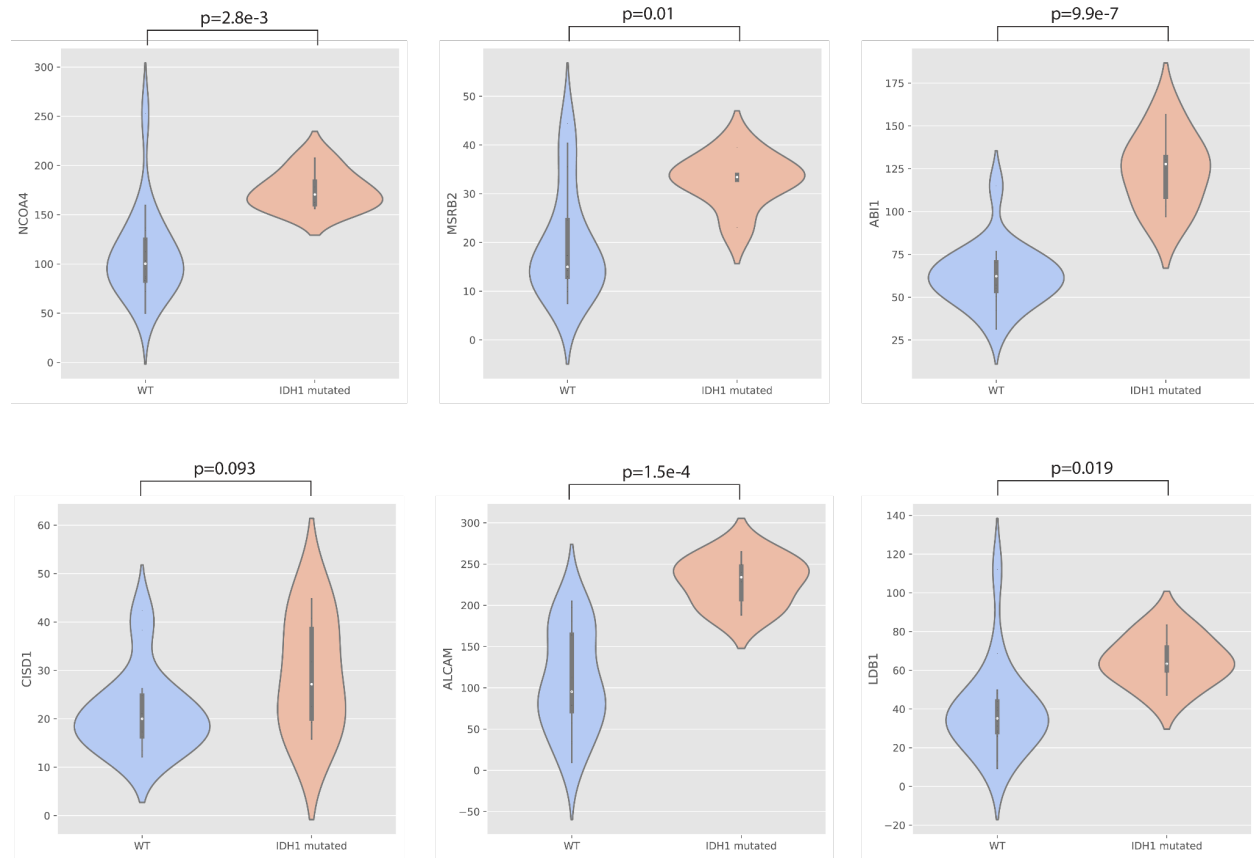 p=2.8e-3
p=0.01
p=9.9e-7
NCOA4
300
250
200
150
100
50
0
WT IDH1 mutated
MSRB2
50
40
30
20
10
0
WT IDH1 mutated
ABI1
175
150
125
100
75
50
25
WT IDH1 mutated
p=0.093
p=1.5e-4
p=0.019
CISD1
60
50
40
30
20
10
0
WT IDH1 mutated
ALCAM
300
250
200
150
100
50
0
−50
WT IDH1 mutated
LDB1
140
120
100
80
60
40
20
0
−20
WT IDH1 mutated